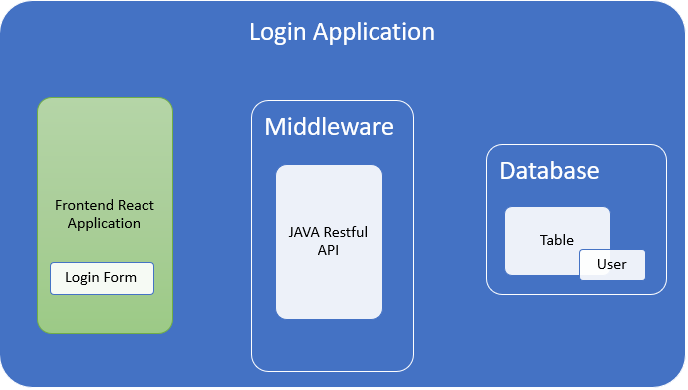 Login Application
Frontend React
Application
Login Form
Middleware
JAVA Restful
API
Database
Table
User